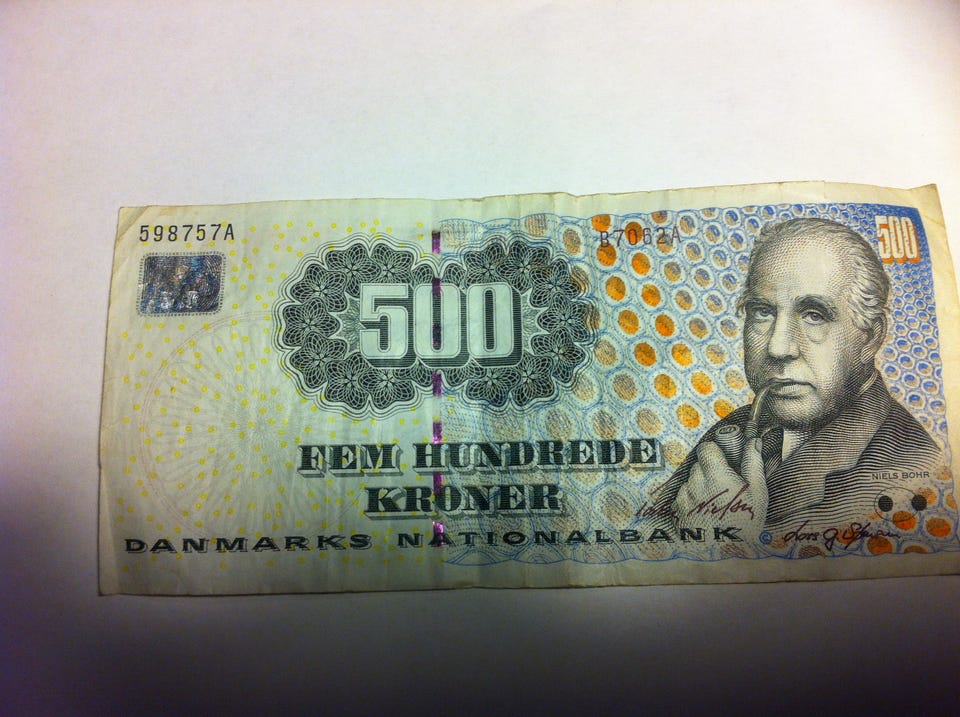 598757A
B7062A
500
500
FEM HUNDREDE
KRONER
NIELS BOHR
DANMARKS NATIONALBANK
©